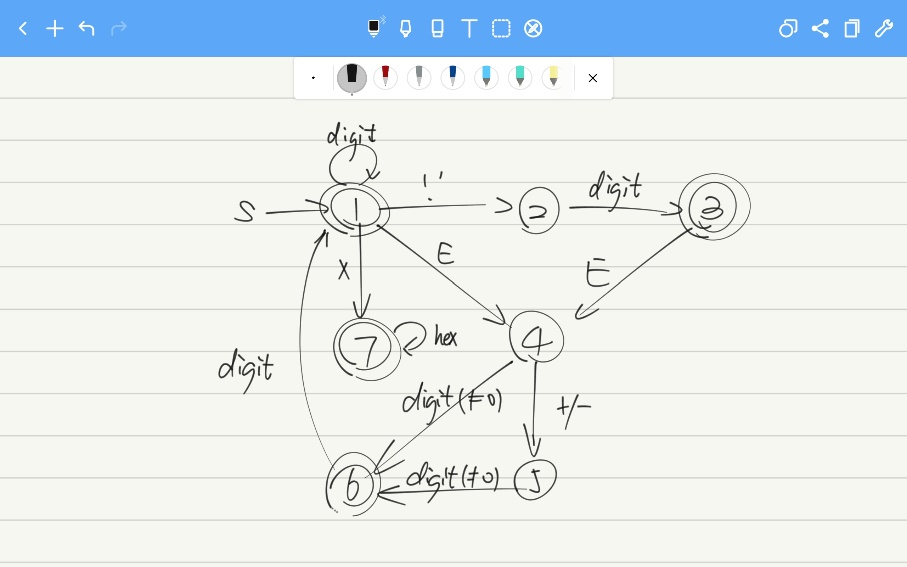 digit
S
1
'.'
2
digit
3
X
E
E
7
hex
4
digit
digit(≠0)
+/-
6
digit(≠0)
5